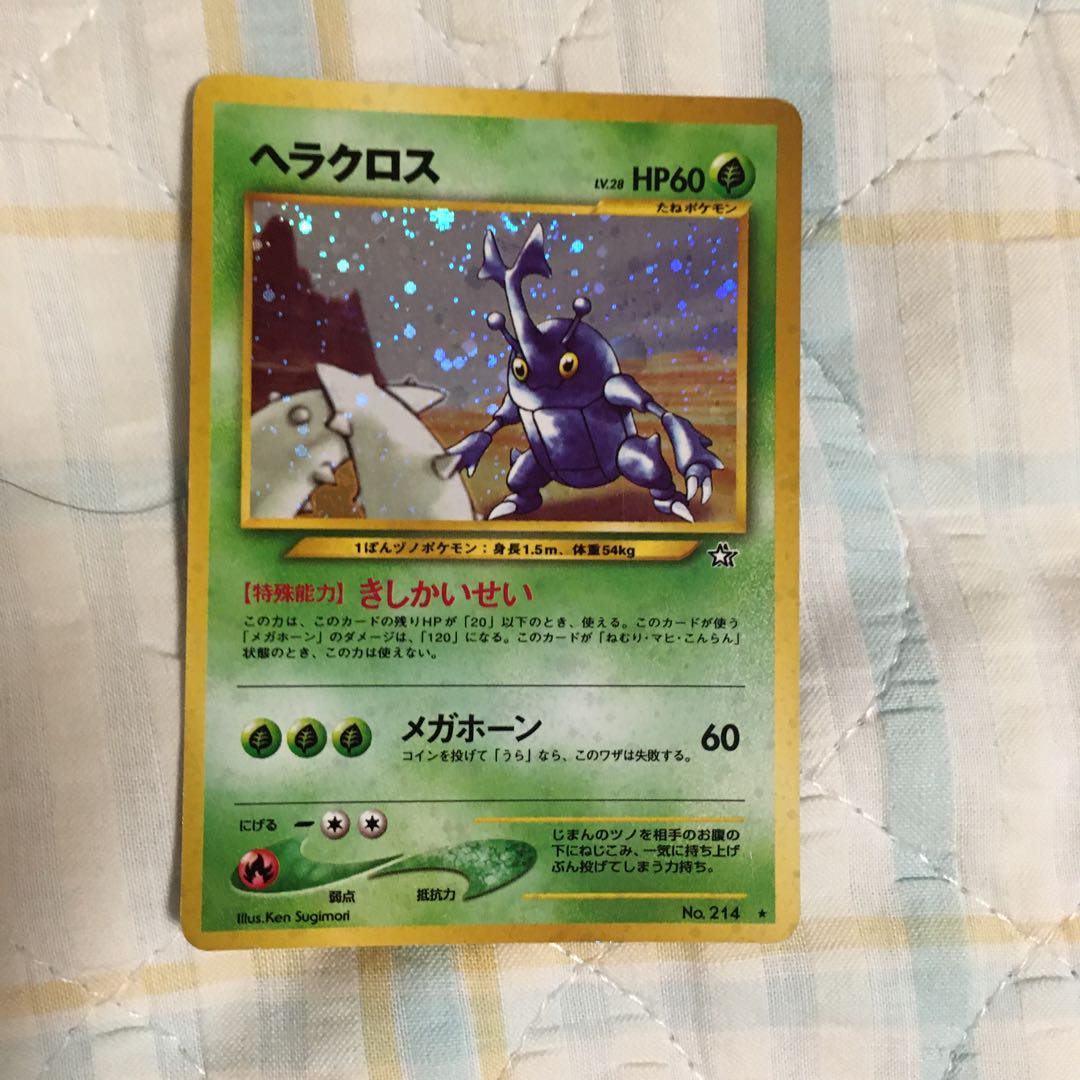 ヘラクロス
LV.28 HP60
たねポケモン
1ぽんヅノポケモン：身長1.5m、体重54kg
【特殊能力】きしかいせい
この力は、このカードの残りHPが「20」以下のとき、使える。このカードが使う
「メガホーン」のダメージは、「120」になる。このカードが「ねむり・マヒ・こんらん」
状態のとき、この力は使えない。
メガホーン 60
コインを投げて「うら」なら、このワザは失敗する。
にげる
弱点
抵抗力
じまんのツノを相手のお腹の
下にねじこみ、一気に持ち上げ
ぶん投げてしまう力持ち。
Illus.Ken Sugimori
No.214 ★